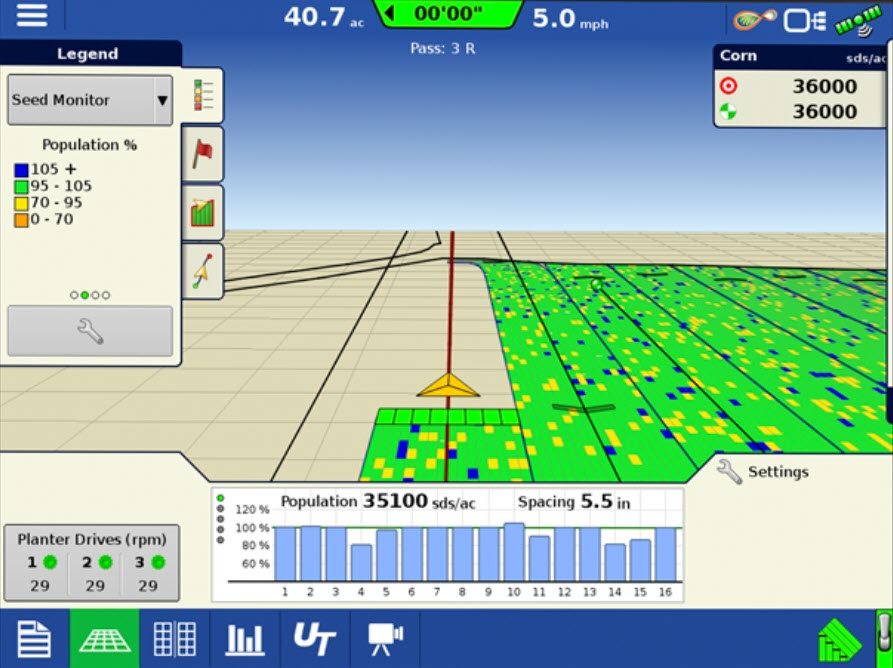 40.7 ac
00'00"
5.0 mph
Pass: 3 R
Legend
Seed Monitor
Population %
105 +
95 - 105
70 - 95
0 - 70
Corn sds/ac
36000
36000
Settings
Population 35100 sds/ac Spacing 5.5 in
120 %
100 %
80 %
60 %
1 2 3 4 5 6 7 8 9 10 11 12 13 14 15 16
Planter Drives (rpm)
1 2 3
29 29 29
UT